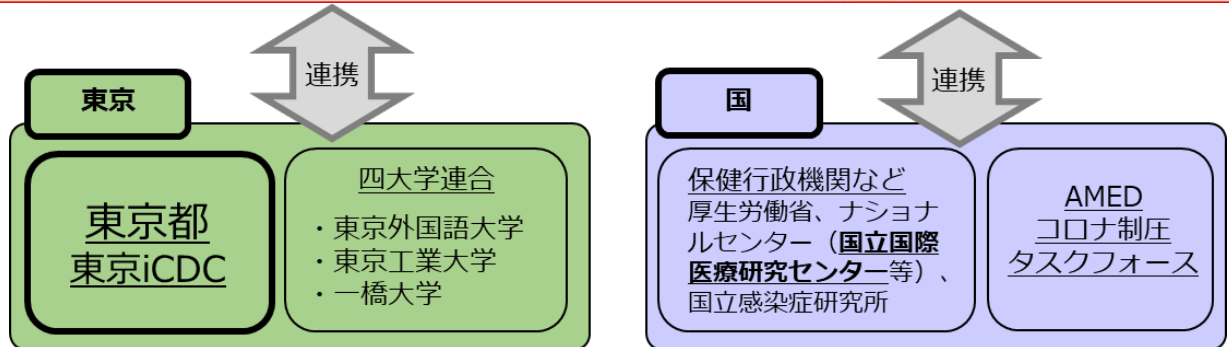 連携
連携
東京
東京都
東京iCDC
四大学連合
・東京外国語大学
・東京工業大学
・一橋大学
国
保健行政機関など
厚生労働省、ナショナ
ルセンター（国立国際
医療研究センター等）、
国立感染症研究所
AMED
コロナ制圧
タスクフォース